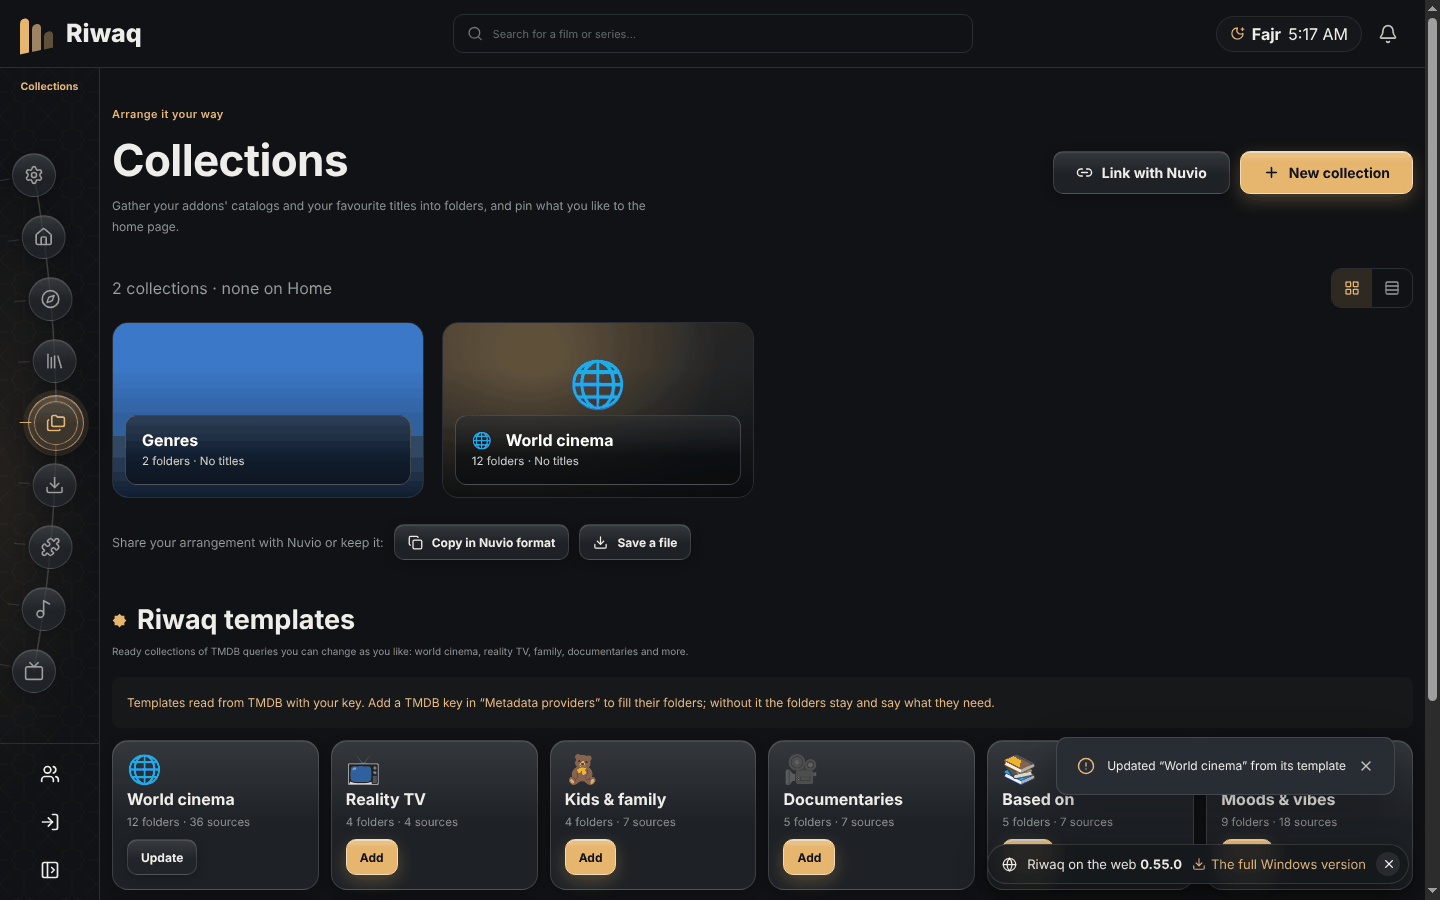 Riwaq
Search for a film or series...
Fajr 5:17 AM
Collections
Arrange it your way
Collections
Link with Nuvio
New collection
Gather your addons' catalogs and your favourite titles into folders, and pin what you like to the
home page.
2 collections · none on Home
Genres
2 folders · No titles
World cinema
12 folders · No titles
Share your arrangement with Nuvio or keep it:
Copy in Nuvio format
Save a file
Riwaq templates
Ready collections of TMDB queries you can change as you like: world cinema, reality TV, family, documentaries and more.
Templates read from TMDB with your key. Add a TMDB key in “Metadata providers” to fill their folders; without it the folders stay and say what they need.
World cinema
12 folders · 36 sources
Update
Reality TV
4 folders · 4 sources
Add
Kids & family
4 folders · 7 sources
Add
Documentaries
5 folders · 7 sources
Add
Based on
5 folders · 7 sources
Moods & vibes
9 folders · 18 sources
Updated “World cinema” from its template
Riwaq on the web 0.55.0
The full Windows version